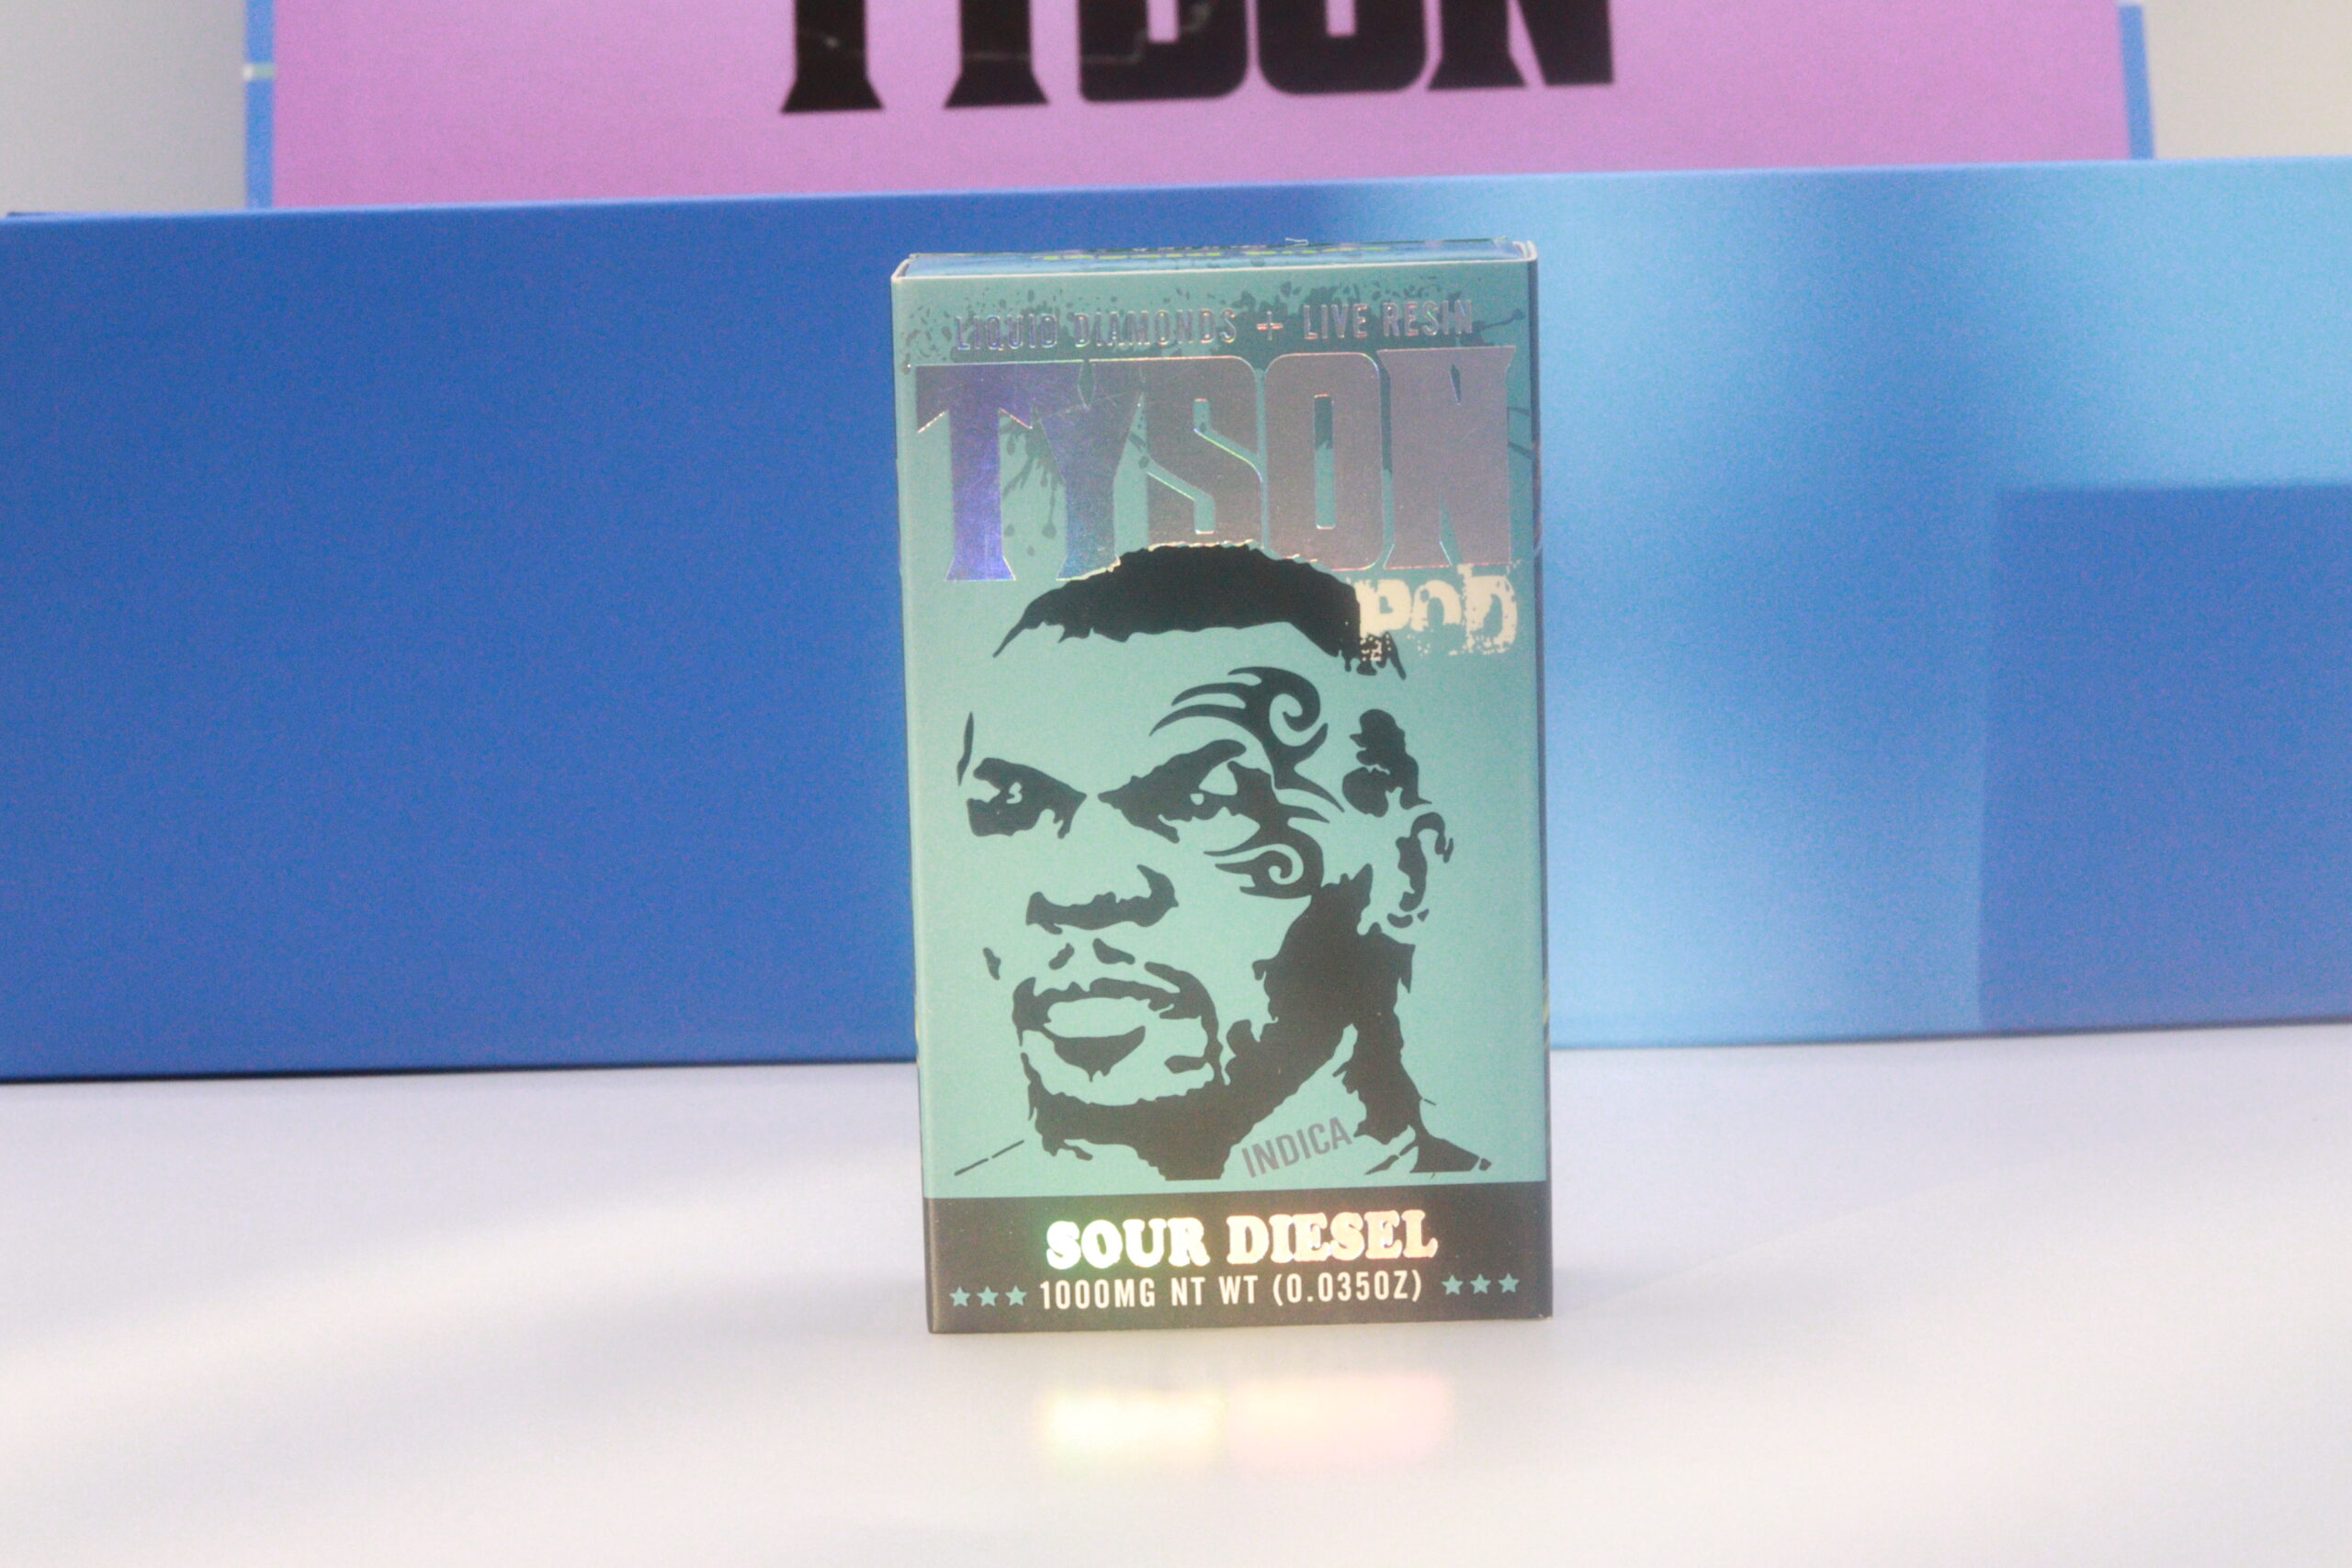 TYSON
LIQUID DIAMONDS + LIVE RESIN
TYSON
POD
INDICA
SOUR DIESEL
1000MG NT WT (0.035OZ)